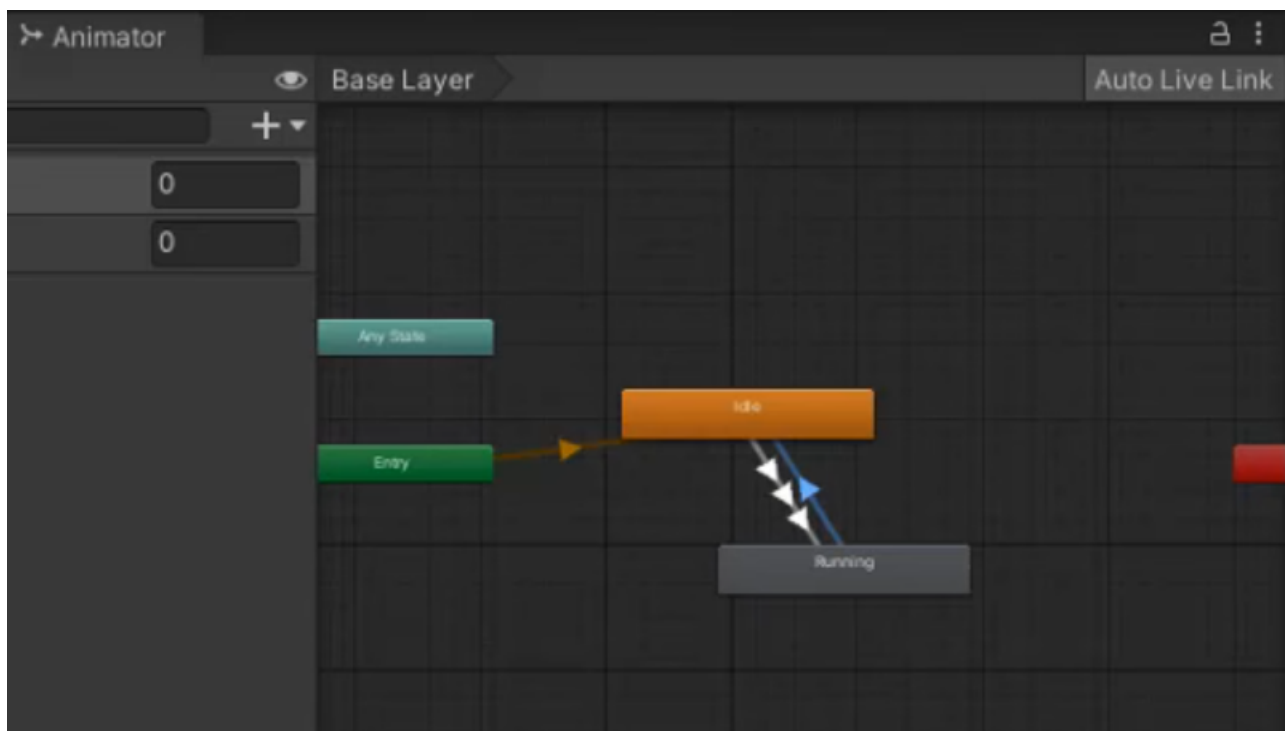 Animator
Base Layer
Auto Live Link
0
0
Any State
Idle
Entry
Running